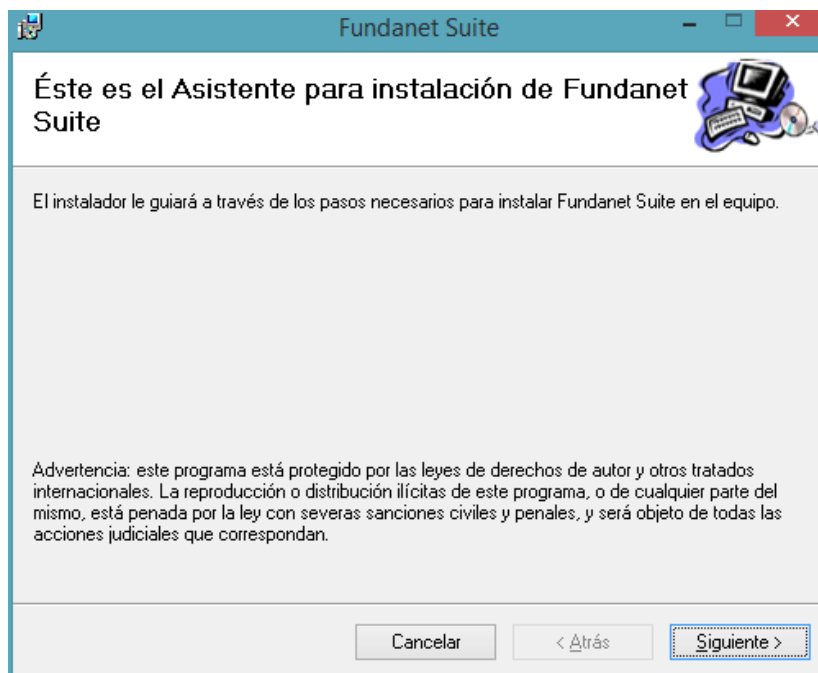 Fundanet Suite
Éste es el Asistente para instalación de Fundanet
Suite
El instalador le guiará a través de los pasos necesarios para instalar Fundanet Suite en el equipo.
Advertencia: este programa está protegido por las leyes de derechos de autor y otros tratados
internacionales. La reproducción o distribución ilícitas de este programa, o de cualquier parte del
mismo, está penada por la ley con severas sanciones civiles y penales, y será objeto de todas las
acciones judiciales que correspondan.
Cancelar < Atrás Siguiente >